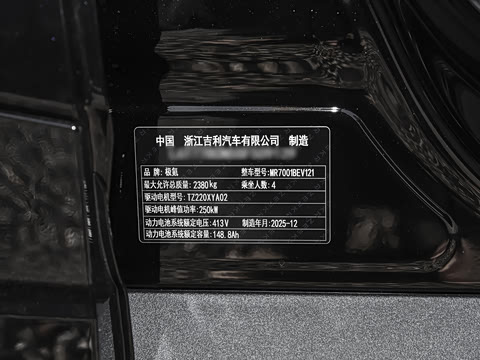 中国 浙江吉利汽车有限公司 制造
品 牌: 极氪 整车型号: MR7001BEV121
最大允许总质量: 2380kg 乘坐人数: 4
驱动电机型号: TZ220XYA02
驱动电机峰值功率: 250kW
动力电池系统额定电压: 413V 制造年月: 2025-12
动力电池系统额定容量: 148.8Ah